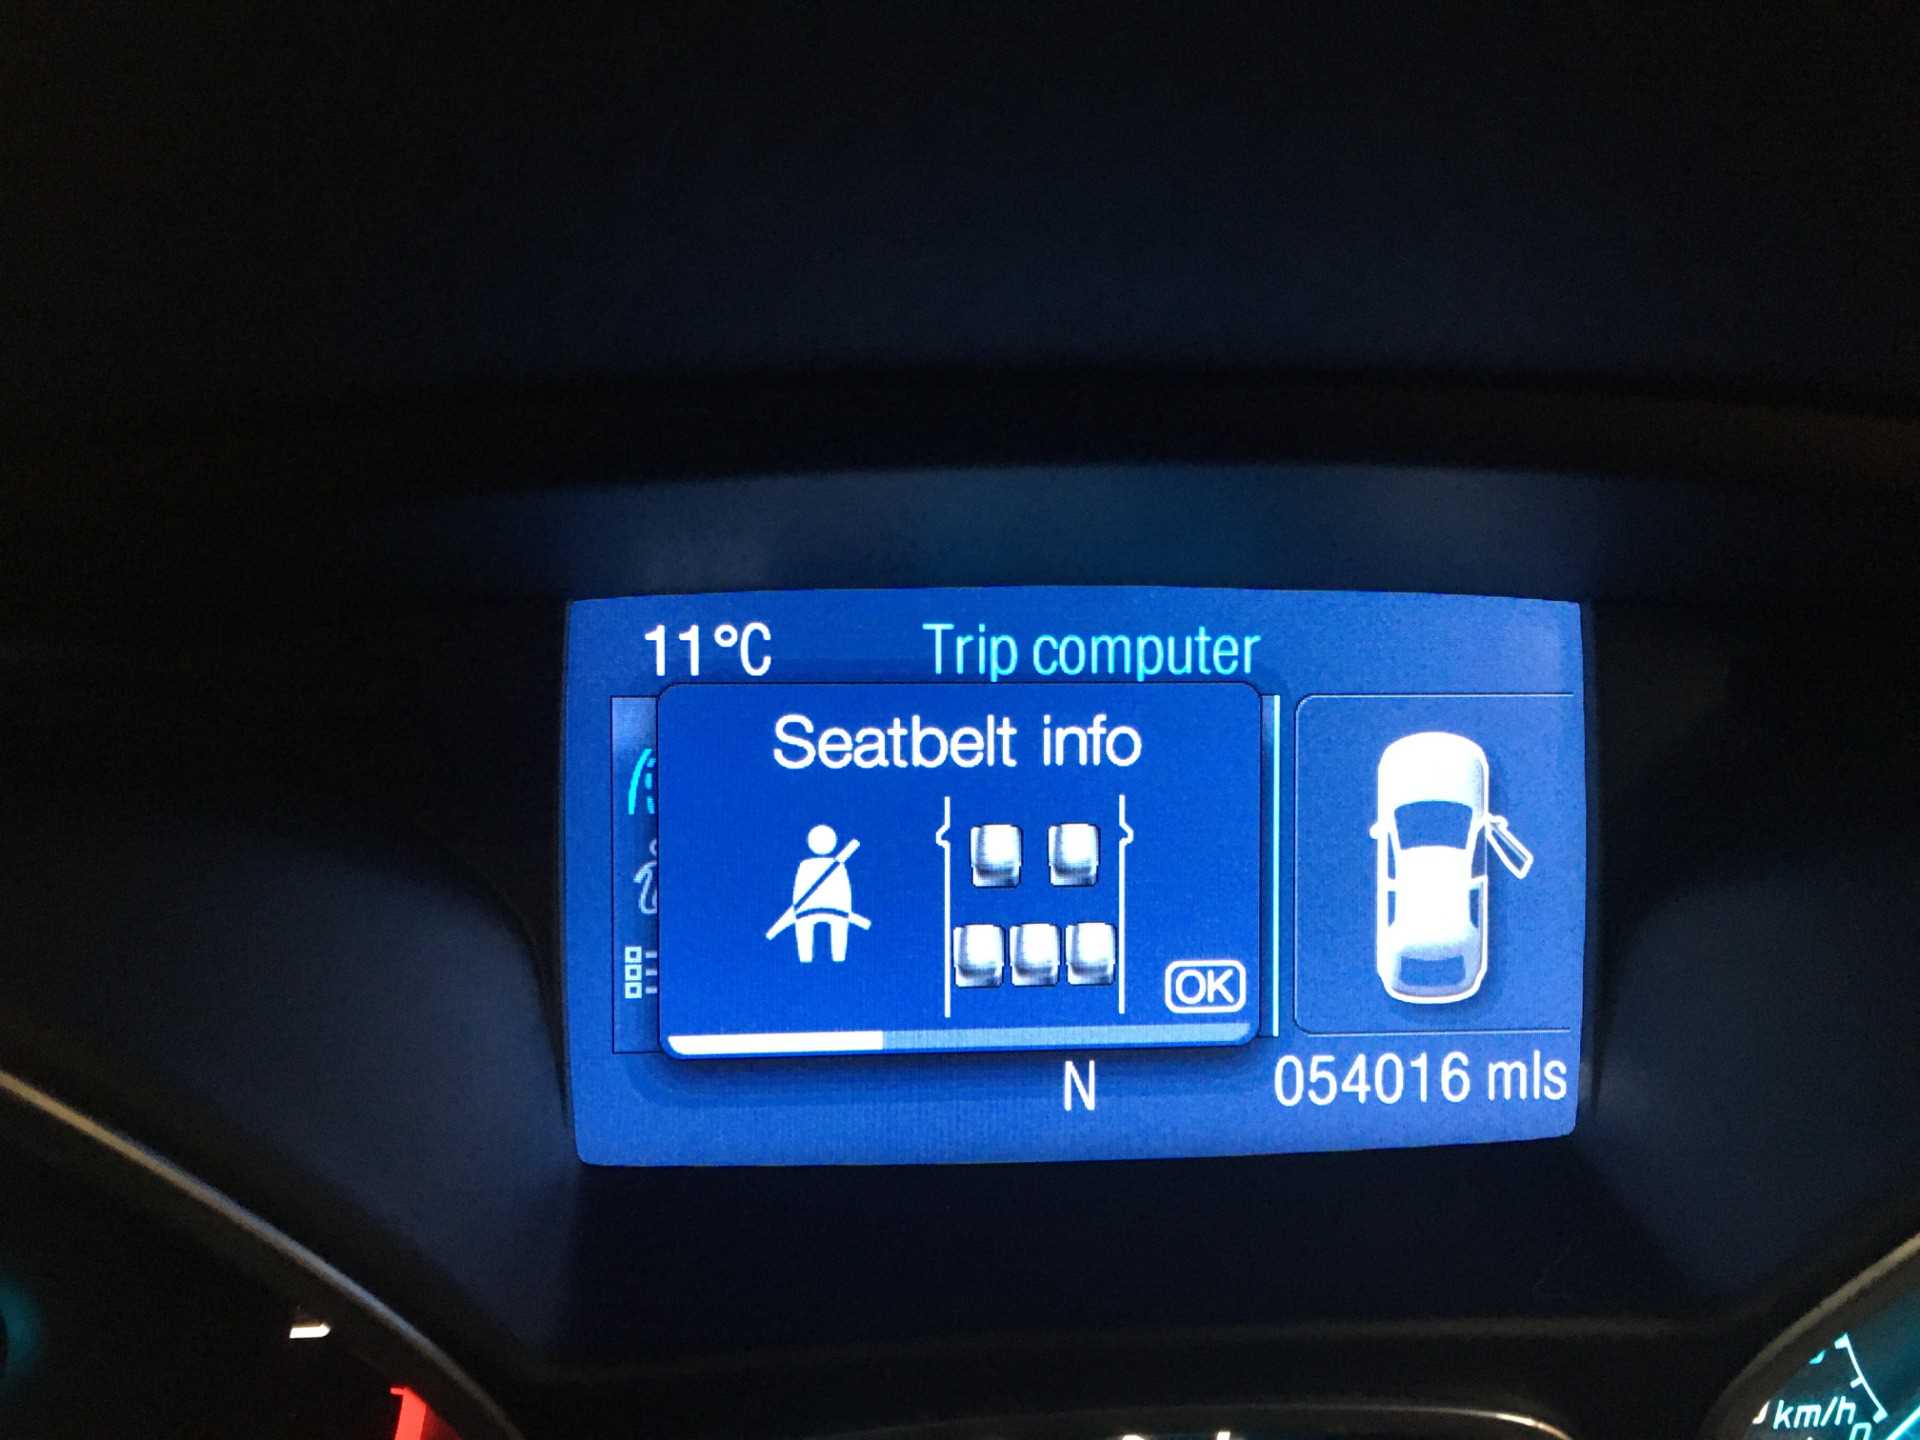 11°C Trip computer
Seatbelt info
OK
N 054016 mls
km/h